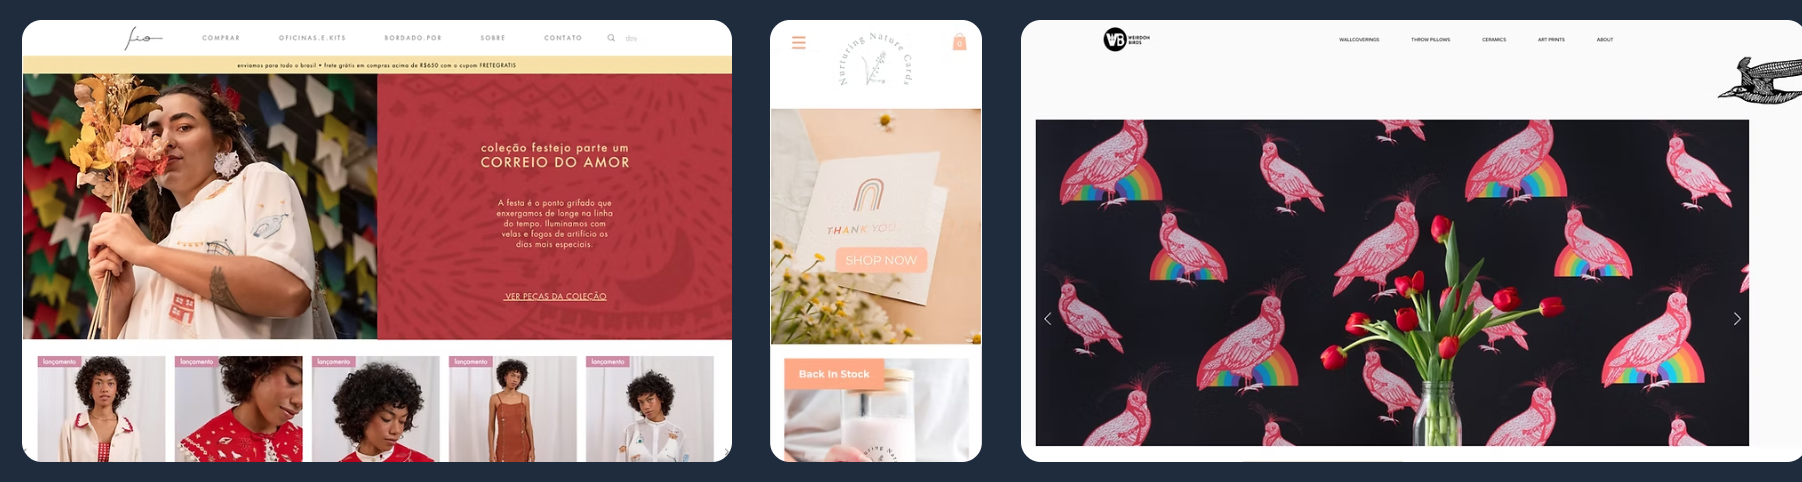 fio
COMPRAR OFICINAS.E.KITS BORDADO.POR SOBRE CONTATO
enviamos para todo o brasil • frete grátis em compras acima de R$650 com o cupom FRETEGRATIS
coleção festejo parte um
CORREIO DO AMOR
A festa é o ponto grifado que
enxergamos de longe na linha
do tempo. Iluminamos com
velas e fogos de artifício os
dias mais especiais.
VER PEÇAS DA COLEÇÃO
lançamento lançamento lançamento lançamento lançamento
Nurturing Nature Cards
0
THANK YOU
SHOP NOW
Back In Stock
WB WEIRDOH
BIRDS
WALLCOVERINGS THROW PILLOWS CERAMICS ART PRINTS ABOUT